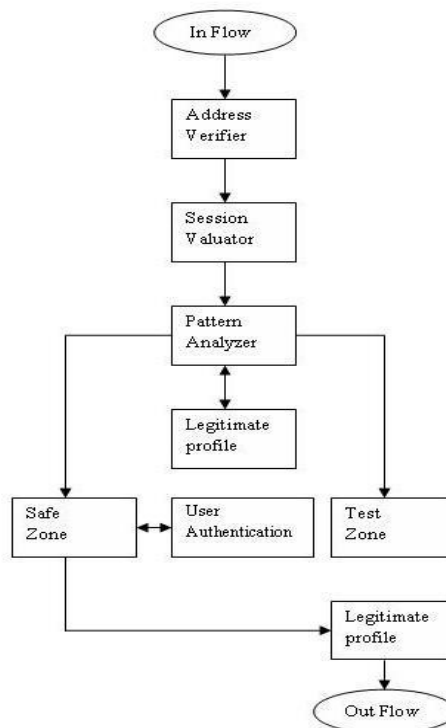 In Flow
Address
Verifier
Session
Valuator
Pattern
Analyzer
Legitimate
profile
Safe
Zone
User
Authentication
Test
Zone
Legitimate
profile
Out Flow